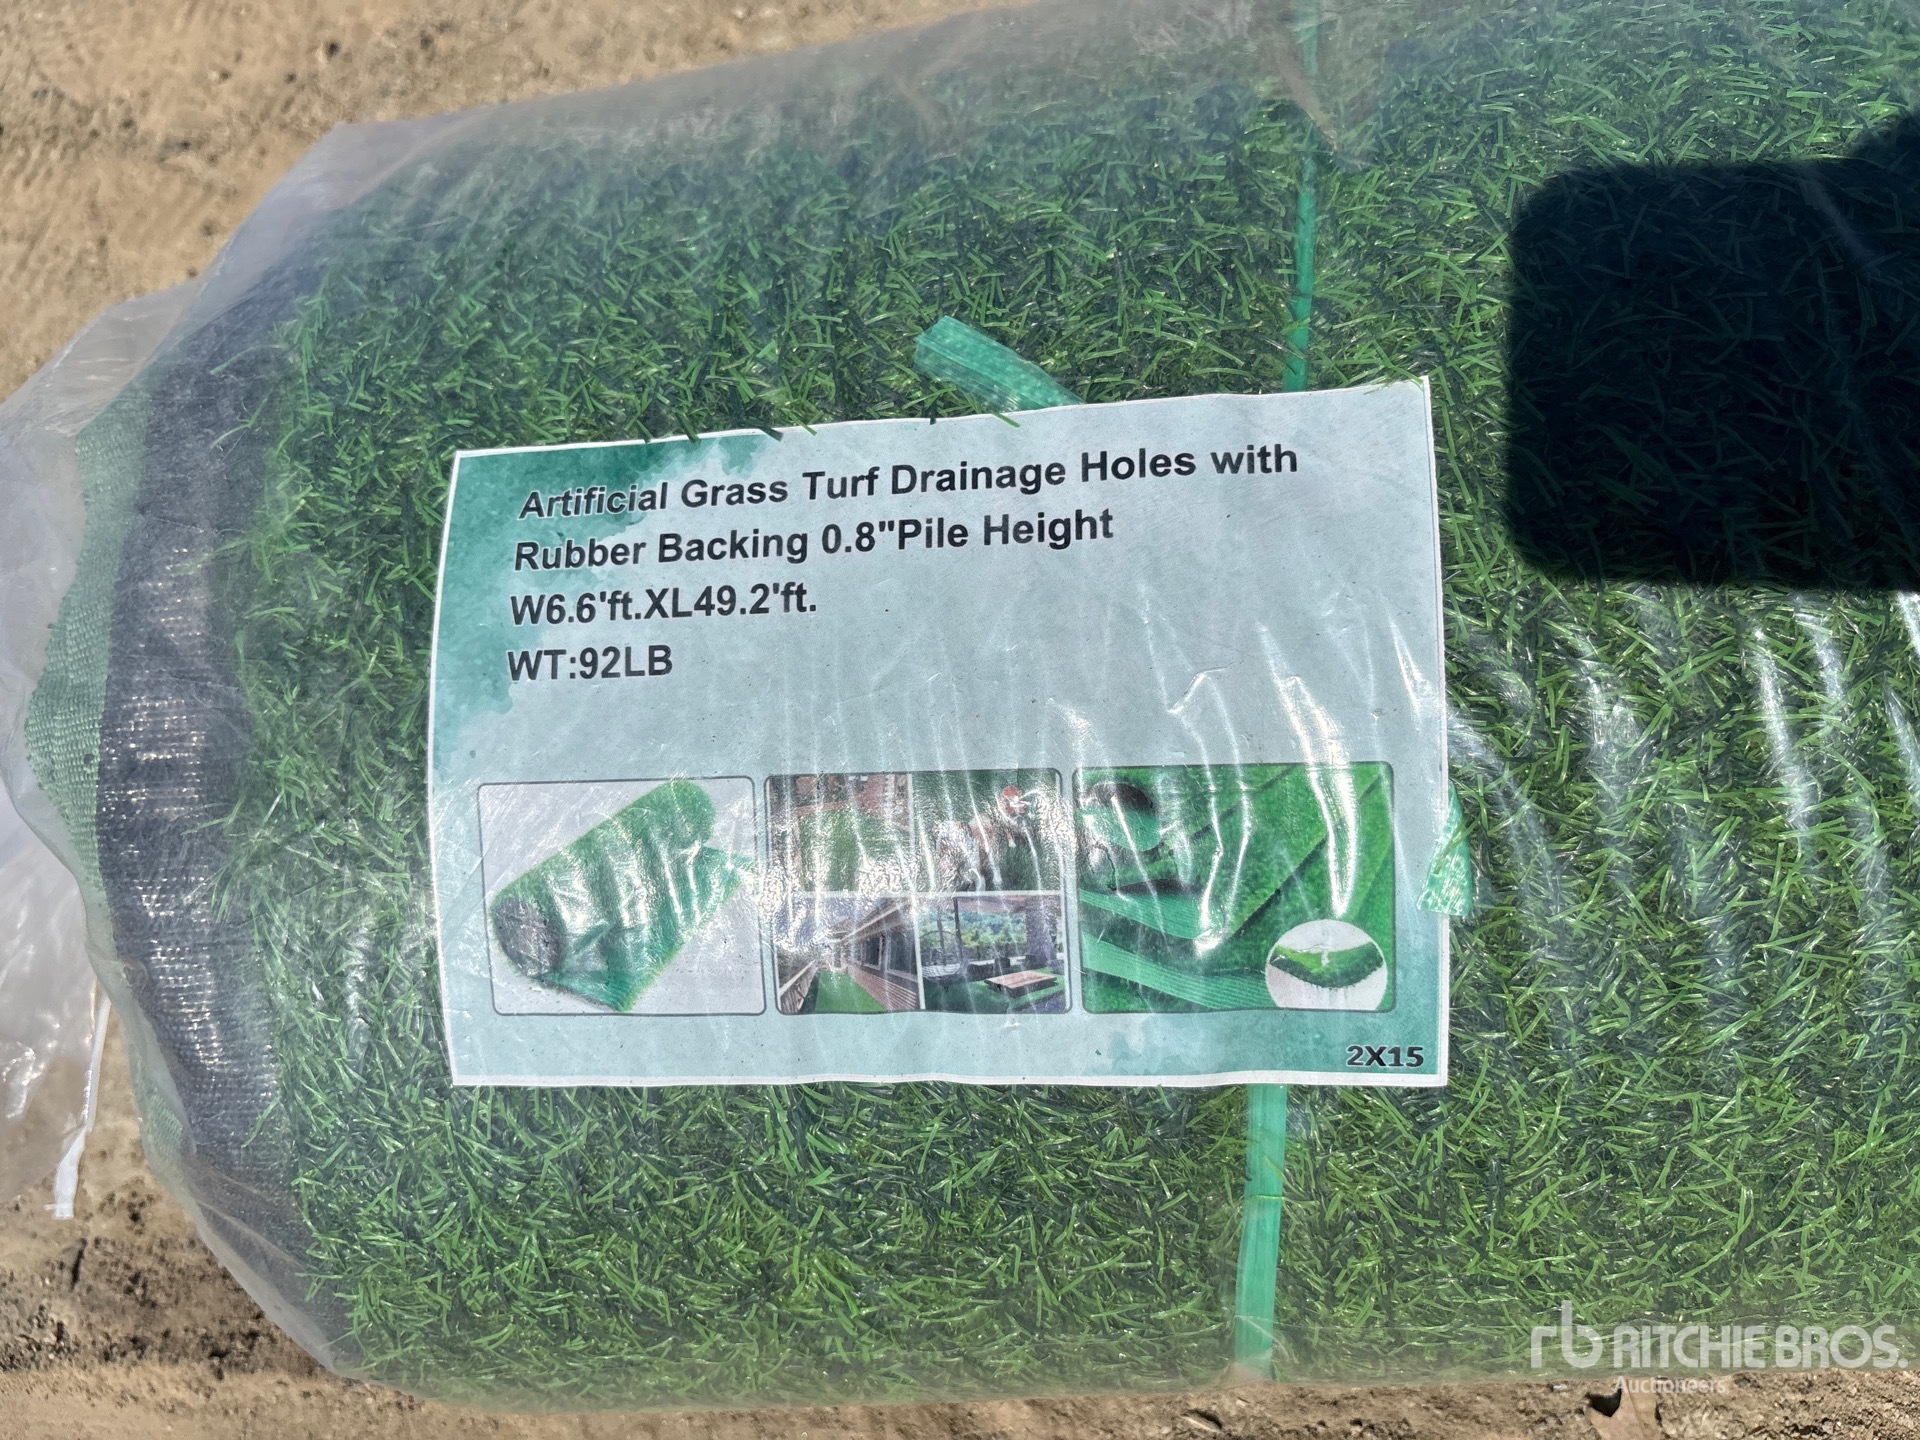 Artificial Grass Turf Drainage Holes with
Rubber Backing 0.8"Pile Height
W6.6'ft.XL49.2'ft.
WT:92LB
2X15
rb RITCHIE BROS.
Auctioneers